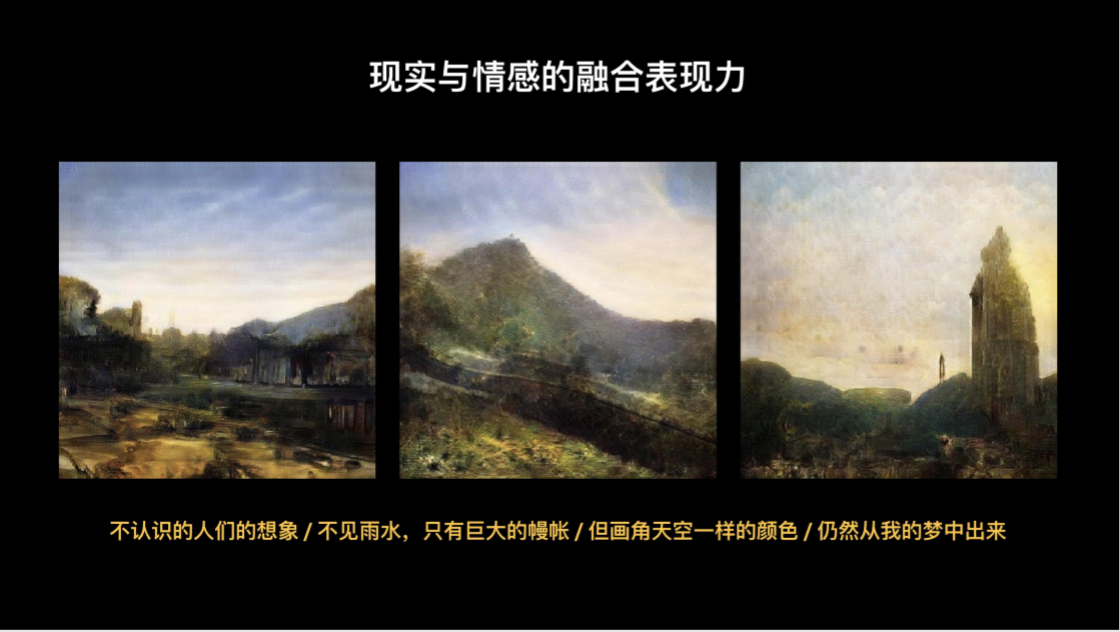 现实与情感的融合表现力
不认识的人们的想象 / 不见雨水，只有巨大的幔帐 / 但画角天空一样的颜色 / 仍然从我的梦中出来